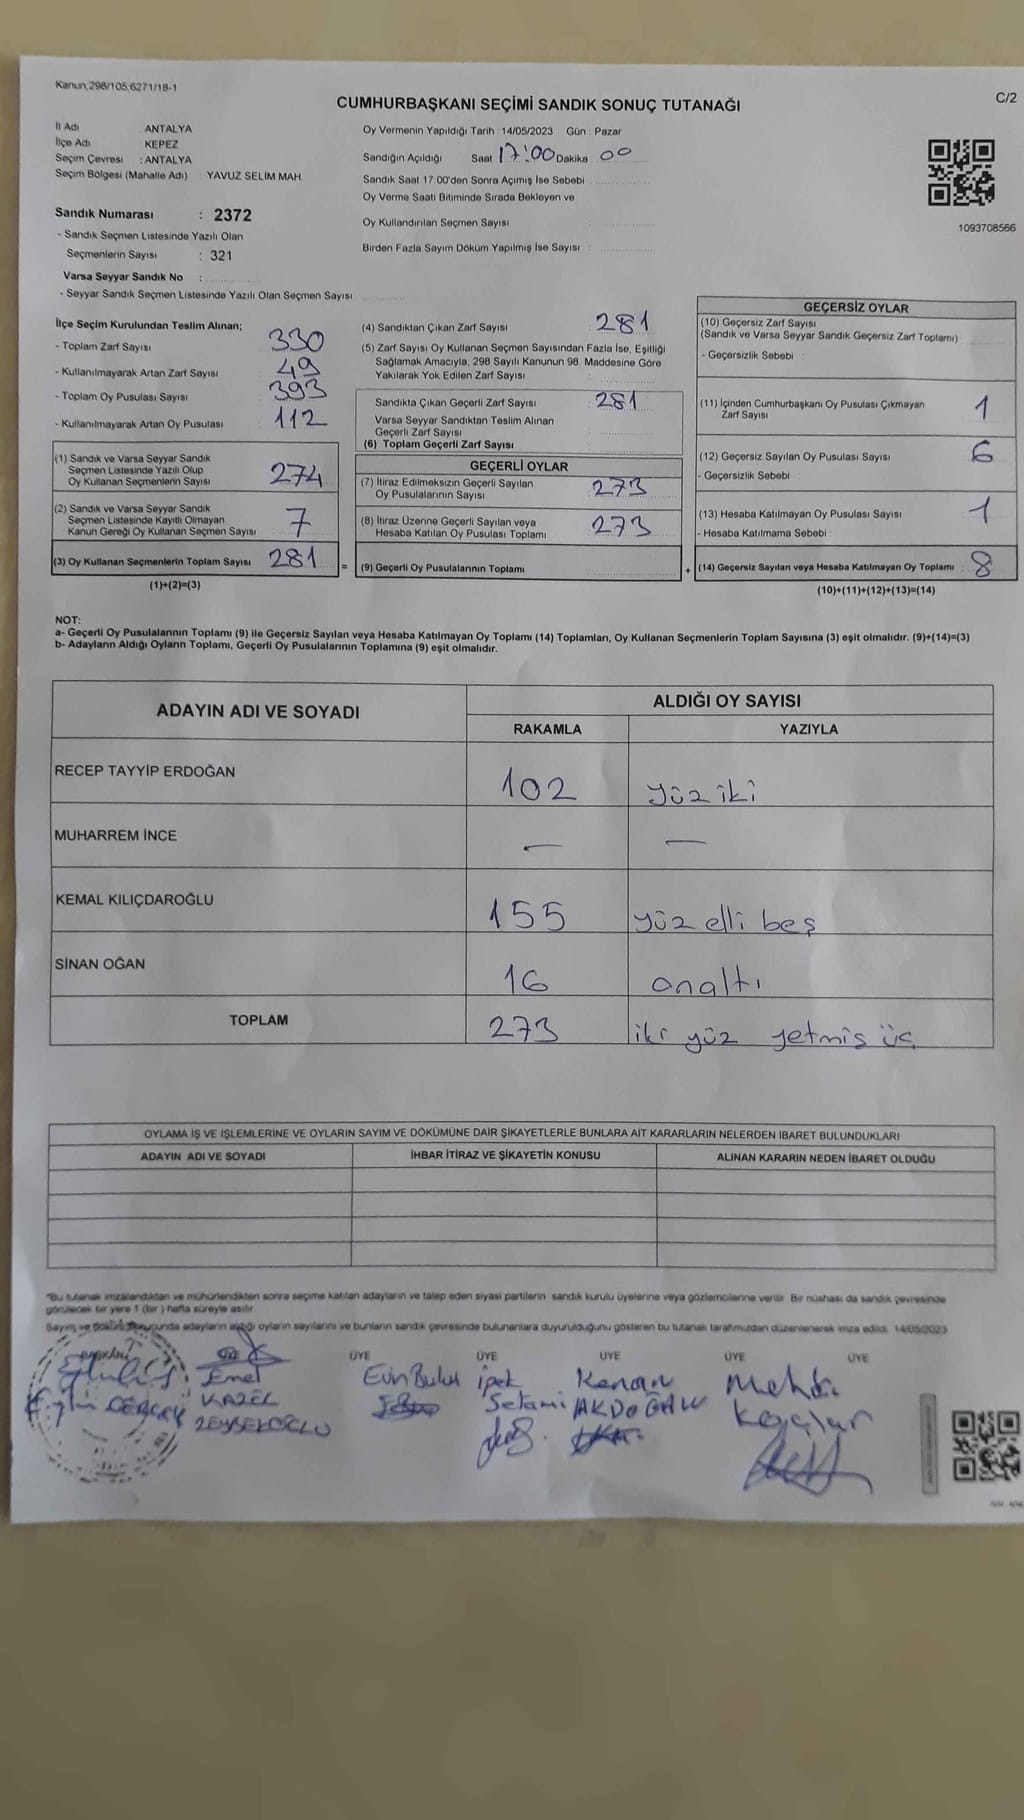 Kanun,298/105,6271/18-1
C/2
CUMHURBAŞKANI SEÇİMİ SANDIK SONUÇ TUTANAĞI
İl Adı ANTALYA
İlçe Adı KEPEZ
Seçim Çevresi : ANTALYA
Seçim Bölgesi (Mahalle Adı) : YAVUZ SELİM MAH.
Sandık Numarası : 2372
- Sandık Seçmen Listesinde Yazılı Olan
Seçmenlerin Sayısı : 321
Varsa Seyyar Sandık No :
- Seyyar Sandık Seçmen Listesinde Yazılı Olan Seçmen Sayısı
Oy Vermenin Yapıldığı Tarih : 14/05/2023 Gün : Pazar
Sandığın Açıldığı Saat 17:00 Dakika 00
Sandık Saat 17:00'den Sonra Açımış İse Sebebi
Oy Verme Saati Bitiminde Sırada Bekleyen ve
Oy Kullandırılan Seçmen Sayısı
Birden Fazla Sayım Döküm Yapılmış İse Sayısı :
1093708566
İlçe Seçim Kurulundan Teslim Alınan;
- Toplam Zarf Sayısı : 330
- Kullanılmayarak Artan Zarf Sayısı : 49
- Toplam Oy Pusulası Sayısı : 393
- Kullanılmayarak Artan Oy Pusulası : 112
(1) Sandık ve Varsa Seyyar Sandık
Seçmen Listesinde Yazılı Olup
Oy Kullanan Seçmenlerin Sayısı : 274
(2) Sandık ve Varsa Seyyar Sandık
Seçmen Listesinde Kayıtlı Olmayan
Kanun Gereği Oy Kullanan Seçmen Sayısı : 7
(3) Oy Kullanan Seçmenlerin Toplam Sayısı : 281
(1)+(2)=(3)
(4) Sandıktan Çıkan Zarf Sayısı : 281
(5) Zarf Sayısı Oy Kullanan Seçmen Sayısından Fazla İse, Eşitliği
Sağlamak Amacıyla, 298 Sayılı Kanunun 98. Maddesine Göre
Yakılarak Yok Edilen Zarf Sayısı
Sandıkta Çıkan Geçerli Zarf Sayısı : 281
Varsa Seyyar Sandıktan Teslim Alınan
Geçerli Zarf Sayısı
(6) Toplam Geçerli Zarf Sayısı
GEÇERLİ OYLAR
(7) İtiraz Edilmeksizin Geçerli Sayılan
Oy Pusulalarının Sayısı : 273
(8) İtiraz Üzerine Geçerli Sayılan veya
Hesaba Katılan Oy Pusulası Toplamı : 273
=
(9) Geçerli Oy Pusulalarının Toplamı
+
GEÇERSİZ OYLAR
(10) Geçersiz Zarf Sayısı
(Sandık ve Varsa Seyyar Sandık Geçersiz Zarf Toplamı)
- Geçersizlik Sebebi :
(11) İçinden Cumhurbaşkanı Oy Pusulası Çıkmayan
Zarf Sayısı 1
(12) Geçersiz Sayılan Oy Pusulası Sayısı 6
- Geçersizlik Sebebi :
(13) Hesaba Katılmayan Oy Pusulası Sayısı 1
- Hesaba Katılmama Sebebi :
(14) Geçersiz Sayılan veya Hesaba Katılmayan Oy Toplamı : 8
(10)+(11)+(12)+(13)=(14)
NOT:
a- Geçerli Oy Pusulalarının Toplamı (9) ile Geçersiz Sayılan veya Hesaba Katılmayan Oy Toplamı (14) Toplamları, Oy Kullanan Seçmenlerin Toplam Sayısına (3) eşit olmalıdır. (9)+(14)=(3)
b- Adayların Aldığı Oyların Toplamı, Geçerli Oy Pusulalarının Toplamına (9) eşit olmalıdır.
ADAYIN ADI VE SOYADI
ALDIĞI OY SAYISI
RAKAMLA YAZIYLA
RECEP TAYYİP ERDOĞAN 102 yüz iki
MUHARREM İNCE — —
KEMAL KILIÇDAROĞLU 155 yüz elli beş
SİNAN OĞAN 16 onaltı
TOPLAM 273 iki yüz yetmiş üç
OYLAMA İŞ VE İŞLEMLERİNE VE OYLARIN SAYIM VE DÖKÜMÜNE DAİR ŞİKAYETLERLE BUNLARA AİT KARARLARIN NELERDEN İBARET BULUNDUKLARI
ADAYIN ADI VE SOYADI İHBAR İTİRAZ VE ŞİKAYETİN KONUSU ALINAN KARARIN NEDEN İBARET OLDUĞU
*Bu tutanak imzalandıktan ve mühürlendikten sonra seçime katılan adayların ve talep eden siyasi partilerin sandık kurulu üyelerine veya gözlemcilerine verilir. Bir nüshası da sandık çevresinde
görülecek bir yere 1 (bir) hafta süreyle asılır.
Sayım ve döküm sonucunda adayların aldığı oyların sayılarını ve bunların sandık çevresinde bulunanlara duyurulduğunu gösteren bu tutanak tarafımızdan düzenlenerek imza edildi. 14/05/2023
ÜYE ÜYE ÜYE ÜYE ÜYE
Emel
KAZEL
Evin Bulut
İpek
Selami
Kenan
AKDOĞAN
Mehdi
Koçlar